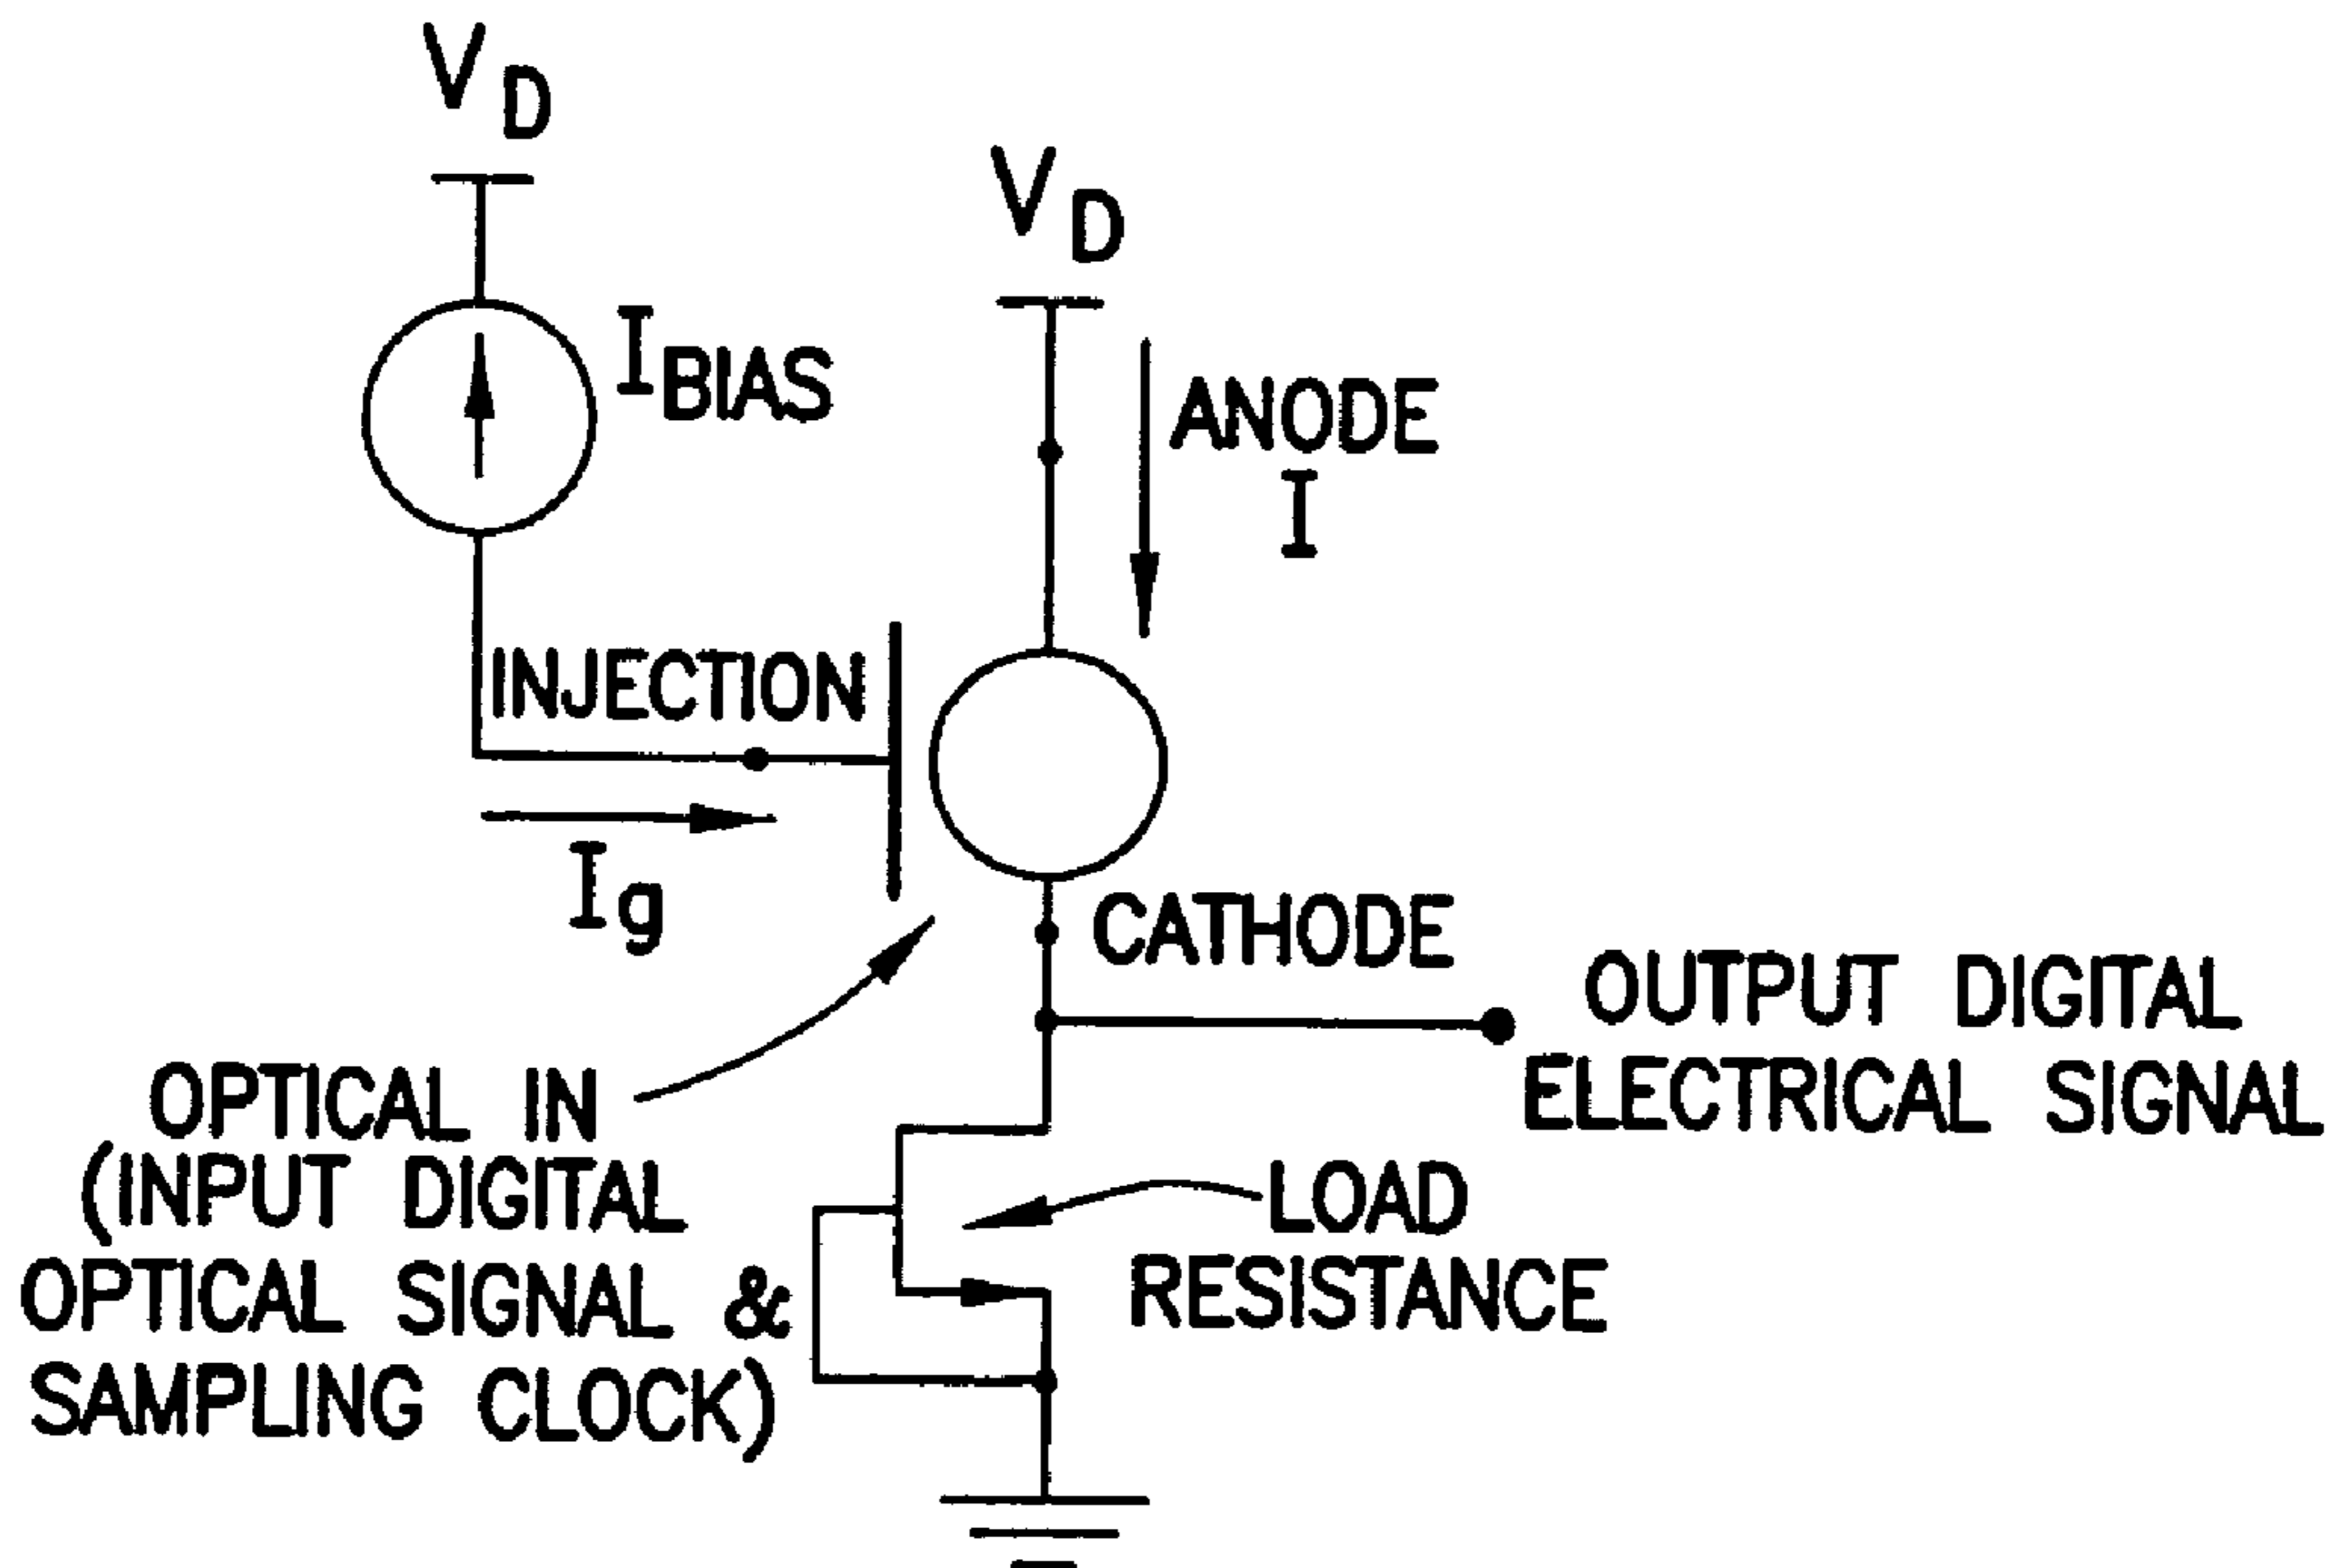 V_D
V_D
I_BIAS
ANODE
I
INJECTION
I_g
CATHODE
OUTPUT DIGITAL
ELECTRICAL SIGNAL
OPTICAL IN
(INPUT DIGITAL
OPTICAL SIGNAL &
SAMPLING CLOCK)
LOAD
RESISTANCE